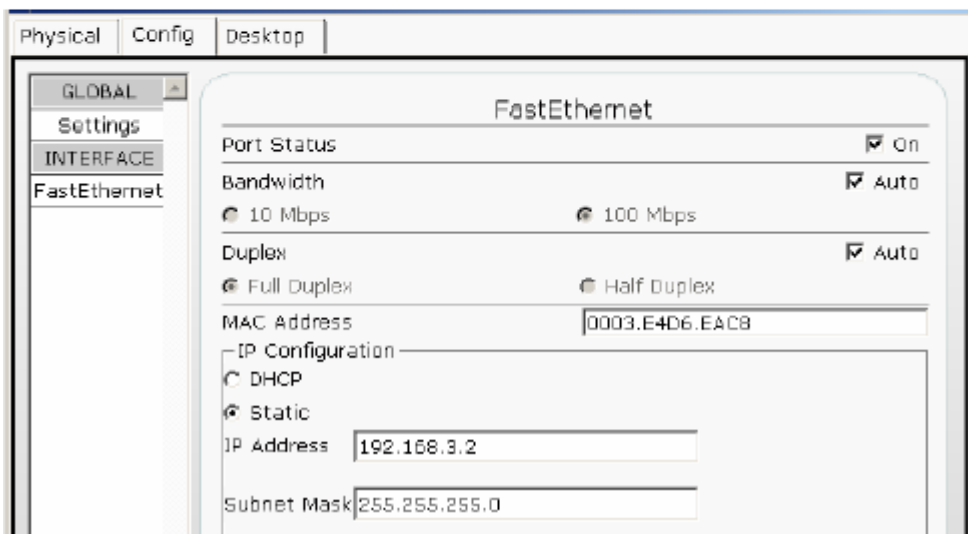 Physical Config Desktop
GLOBAL
Settings
INTERFACE
FastEthernet
FastEthernet
Port Status On
Bandwidth Auto
10 Mbps 100 Mbps
Duplex Auto
Full Duplex Half Duplex
MAC Address 0003.E4D6.EAC8
IP Configuration
DHCP
Static
IP Address 192.168.3.2
Subnet Mask 255.255.255.0